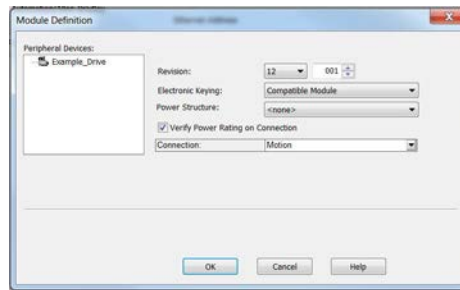 Module Definition
Peripheral Devices:
Example_Drive
Revision: 12 001
Electronic Keying: Compatible Module
Power Structure: <none>
Verify Power Rating on Connection
Connection: Motion
OK Cancel Help